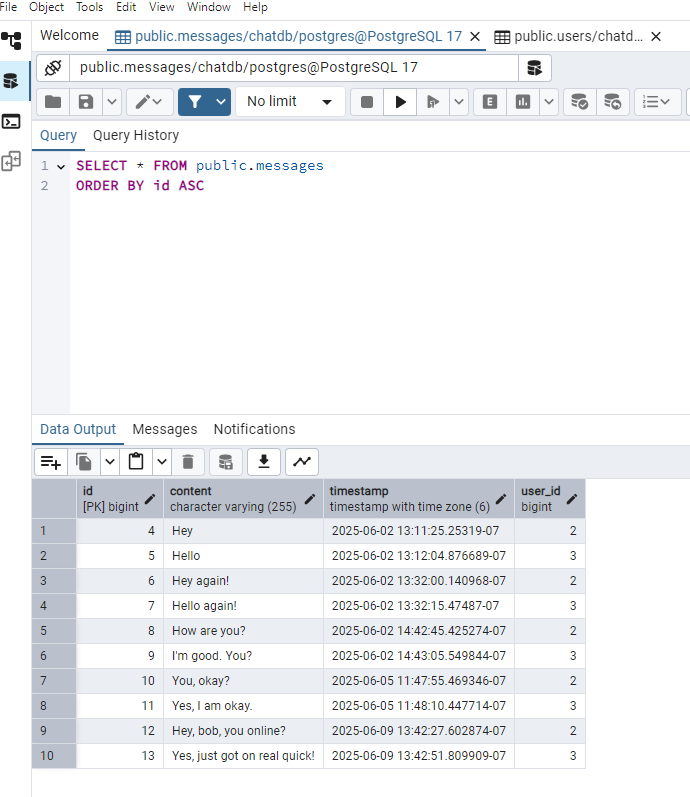 File Object Tools Edit View Window Help
Welcome public.messages/chatdb/postgres@PostgreSQL 17 public.users/chatd...
public.messages/chatdb/postgres@PostgreSQL 17
No limit E
Query Query History
1 SELECT * FROM public.messages
2 ORDER BY id ASC
Data Output Messages Notifications
id content timestamp user_id
[PK] bigint character varying (255) timestamp with time zone (6) bigint
1 4 Hey 2025-06-02 13:11:25.25319-07 2
2 5 Hello 2025-06-02 13:12:04.876689-07 3
3 6 Hey again! 2025-06-02 13:32:00.140968-07 2
4 7 Hello again! 2025-06-02 13:32:15.47487-07 3
5 8 How are you? 2025-06-02 14:42:45.425274-07 2
6 9 I'm good. You? 2025-06-02 14:43:05.549844-07 3
7 10 You, okay? 2025-06-05 11:47:55.469346-07 2
8 11 Yes, I am okay. 2025-06-05 11:48:10.447714-07 3
9 12 Hey, bob, you online? 2025-06-09 13:42:27.602874-07 2
10 13 Yes, just got on real quick! 2025-06-09 13:42:51.809909-07 3